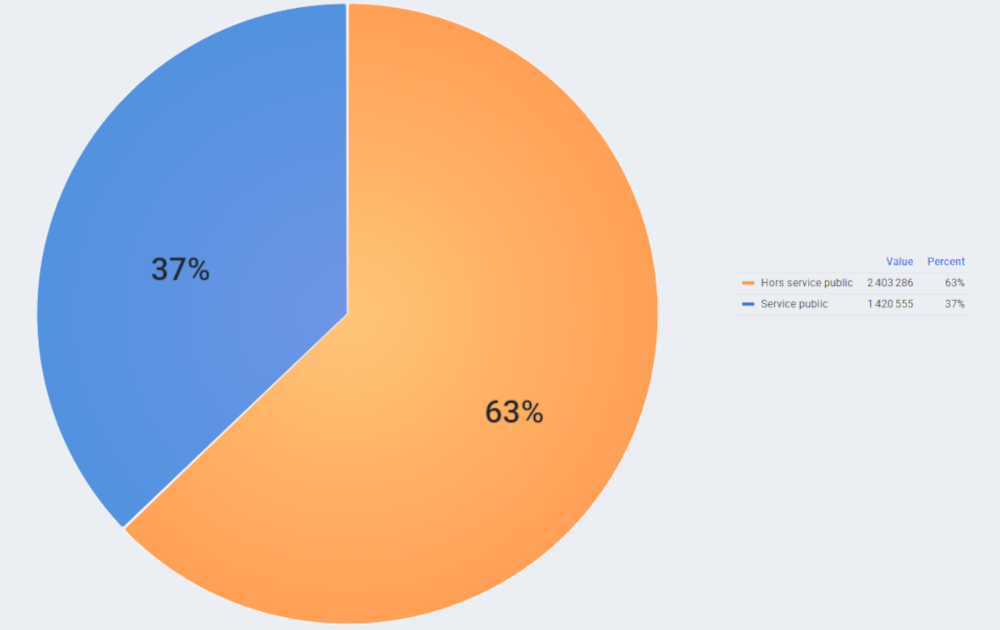 37%
63%
Value Percent
Hors service public 2 403 286 63%
Service public 1 420 555 37%